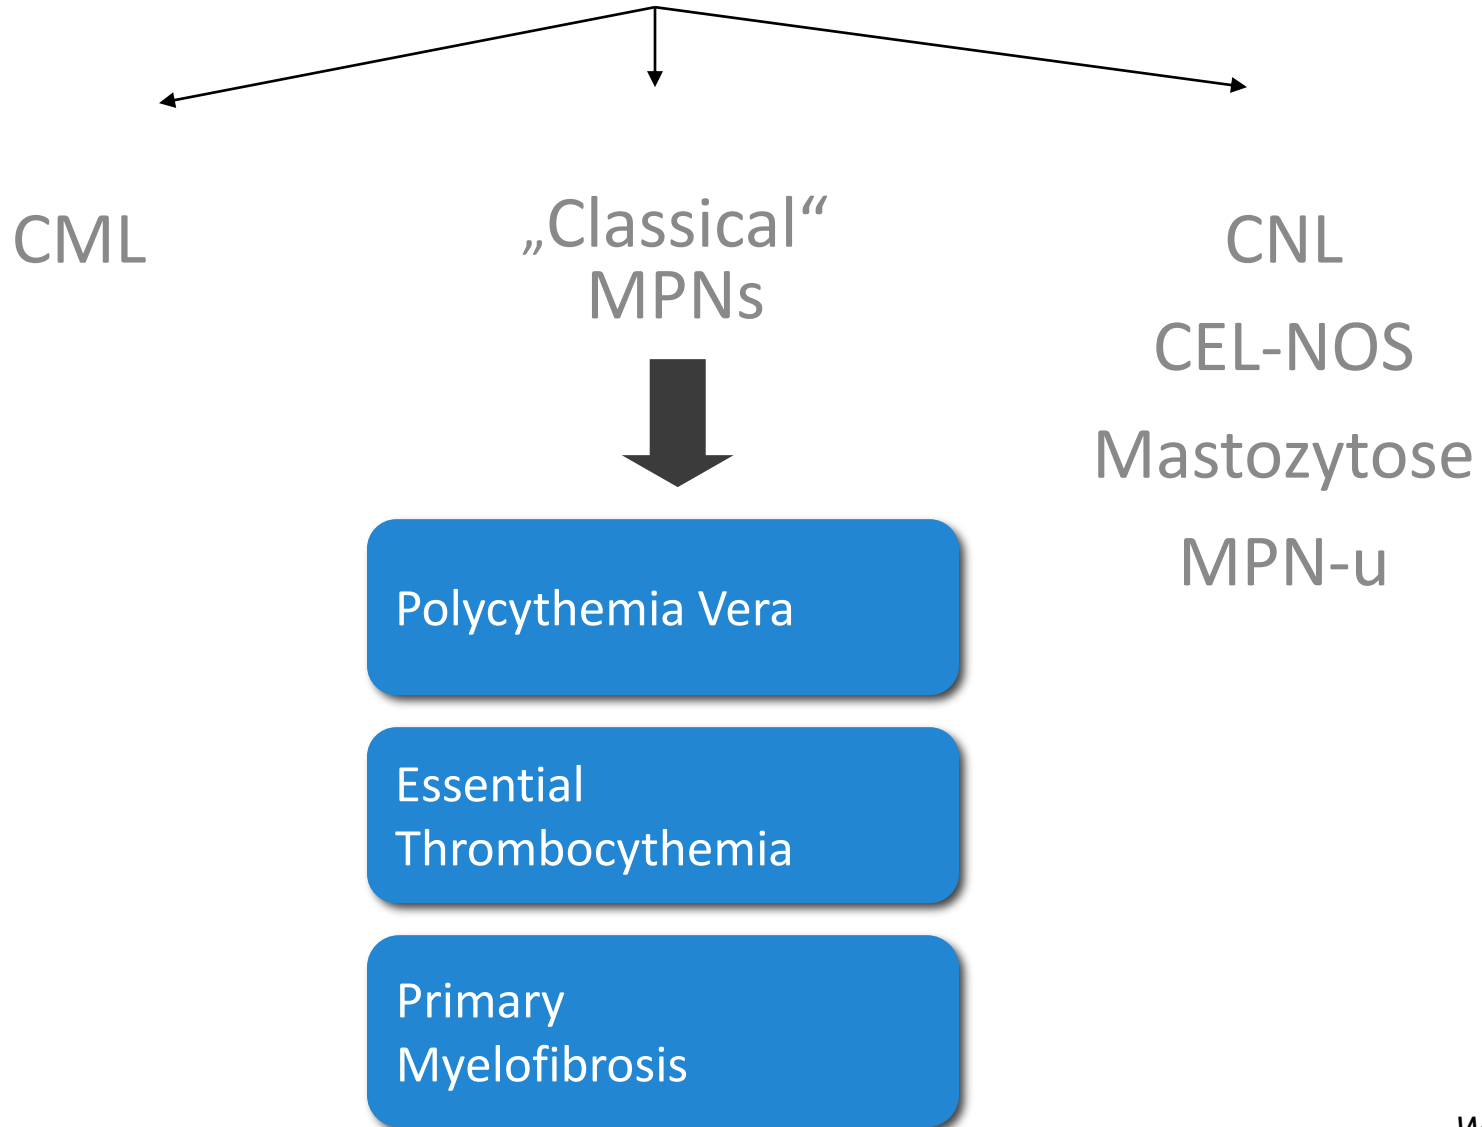 CML
„Classical“
MPNs
CNL
CEL-NOS
Mastozytose
MPN-u
Polycythemia Vera
Essential
Thrombocythemia
Primary
Myelofibrosis